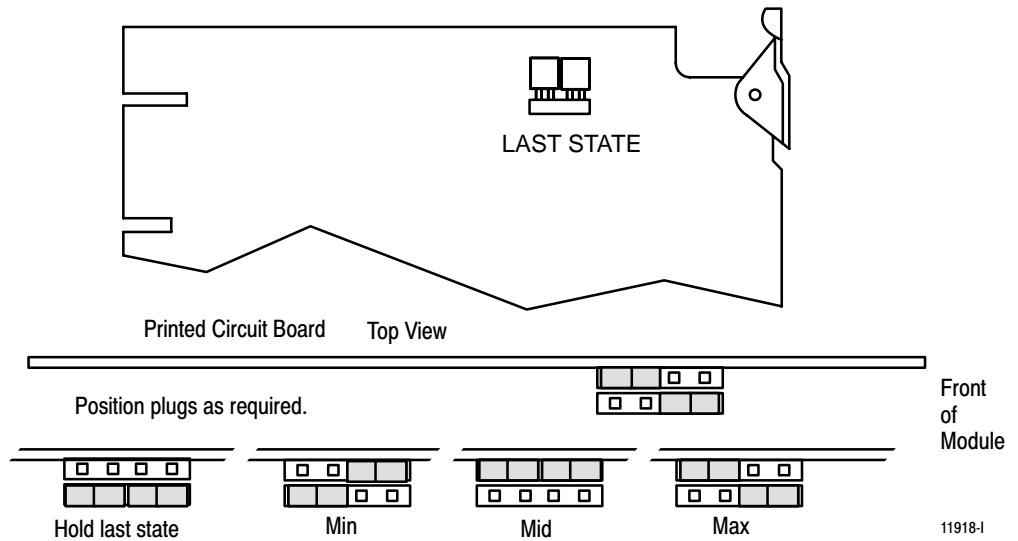 LAST STATE
Printed Circuit Board Top View
Position plugs as required.
Front
of
Module
Hold last state Min Mid Max
11918-I